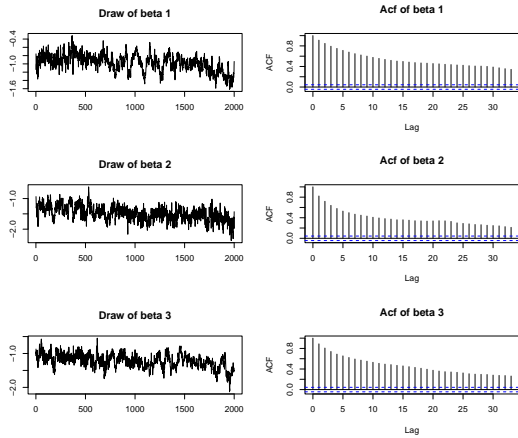 Draw of beta 1
−1.6 −1.0 −0.4
0 500 1000 1500 2000
Acf of beta 1
ACF
0.0 0.4 0.8
0 5 10 15 20 25 30
Lag
Draw of beta 2
−2.0 −1.0
0 500 1000 1500 2000
Acf of beta 2
ACF
0.0 0.4 0.8
0 5 10 15 20 25 30
Lag
Draw of beta 3
−2.0 −1.0
0 500 1000 1500 2000
Acf of beta 3
ACF
0.0 0.4 0.8
0 5 10 15 20 25 30
Lag